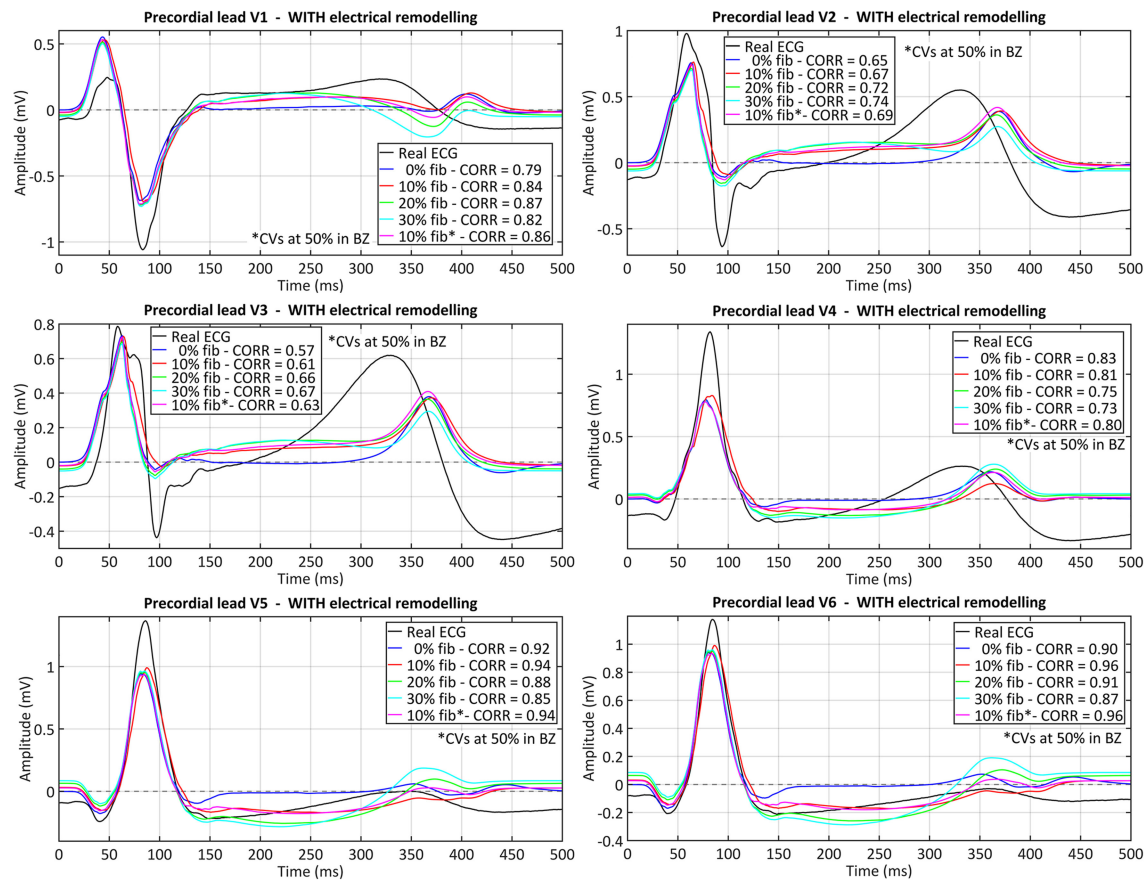 Precordial lead V1 - WITH electrical remodelling
Amplitude (mV)
0.5
0
-0.5
-1
Real ECG
0% fib - CORR = 0.79
10% fib - CORR = 0.84
20% fib - CORR = 0.87
30% fib - CORR = 0.82
10% fib* - CORR = 0.86
*CVs at 50% in BZ
0 50 100 150 200 250 300 350 400 450 500
Time (ms)
Precordial lead V2 - WITH electrical remodelling
Amplitude (mV)
1
0.5
0
-0.5
Real ECG
0% fib - CORR = 0.65
10% fib - CORR = 0.67
20% fib - CORR = 0.72
30% fib - CORR = 0.74
10% fib*- CORR = 0.69
*CVs at 50% in BZ
0 50 100 150 200 250 300 350 400 450 500
Time (ms)
Precordial lead V3 - WITH electrical remodelling
Amplitude (mV)
0.8
0.6
0.4
0.2
0
-0.2
-0.4
Real ECG
0% fib - CORR = 0.57
10% fib - CORR = 0.61
20% fib - CORR = 0.66
30% fib - CORR = 0.67
10% fib*- CORR = 0.63
*CVs at 50% in BZ
0 50 100 150 200 250 300 350 400 450 500
Time (ms)
Precordial lead V4 - WITH electrical remodelling
Amplitude (mV)
1
0.5
0
Real ECG
0% fib - CORR = 0.83
10% fib - CORR = 0.81
20% fib - CORR = 0.75
30% fib - CORR = 0.73
10% fib*- CORR = 0.80
*CVs at 50% in BZ
0 50 100 150 200 250 300 350 400 450 500
Time (ms)
Precordial lead V5 - WITH electrical remodelling
Amplitude (mV)
1
0.5
0
Real ECG
0% fib - CORR = 0.92
10% fib - CORR = 0.94
20% fib - CORR = 0.88
30% fib - CORR = 0.85
10% fib*- CORR = 0.94
*CVs at 50% in BZ
0 50 100 150 200 250 300 350 400 450 500
Time (ms)
Precordial lead V6 - WITH electrical remodelling
Amplitude (mV)
1
0.8
0.6
0.4
0.2
0
-0.2
-0.4
Real ECG
0% fib - CORR = 0.90
10% fib - CORR = 0.96
20% fib - CORR = 0.91
30% fib - CORR = 0.87
10% fib*- CORR = 0.96
*CVs at 50% in BZ
0 50 100 150 200 250 300 350 400 450 500
Time (ms)